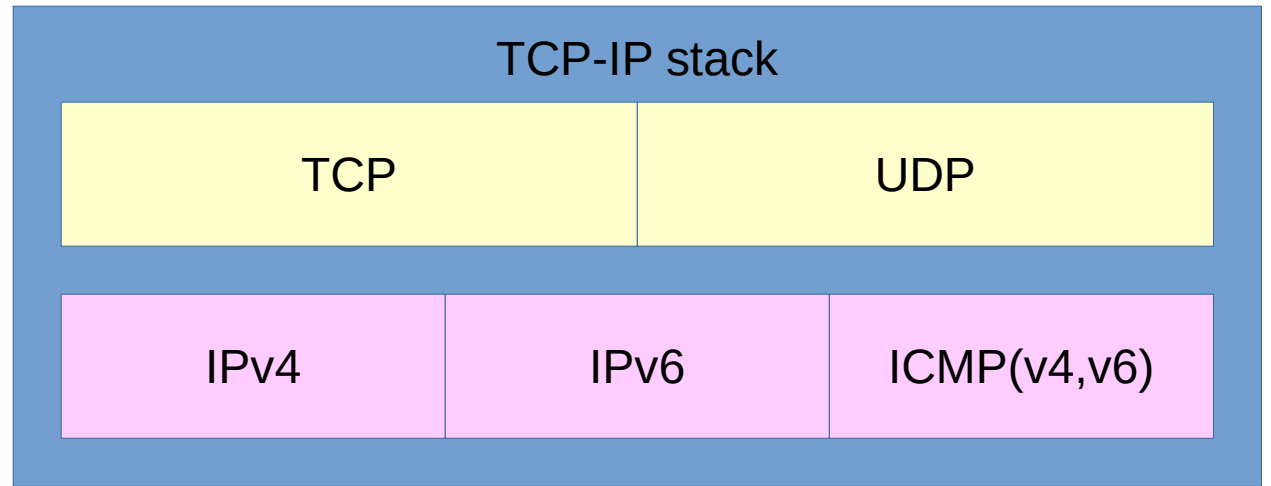 TCP-IP stack
TCP
UDP
IPv4
IPv6
ICMP(v4,v6)